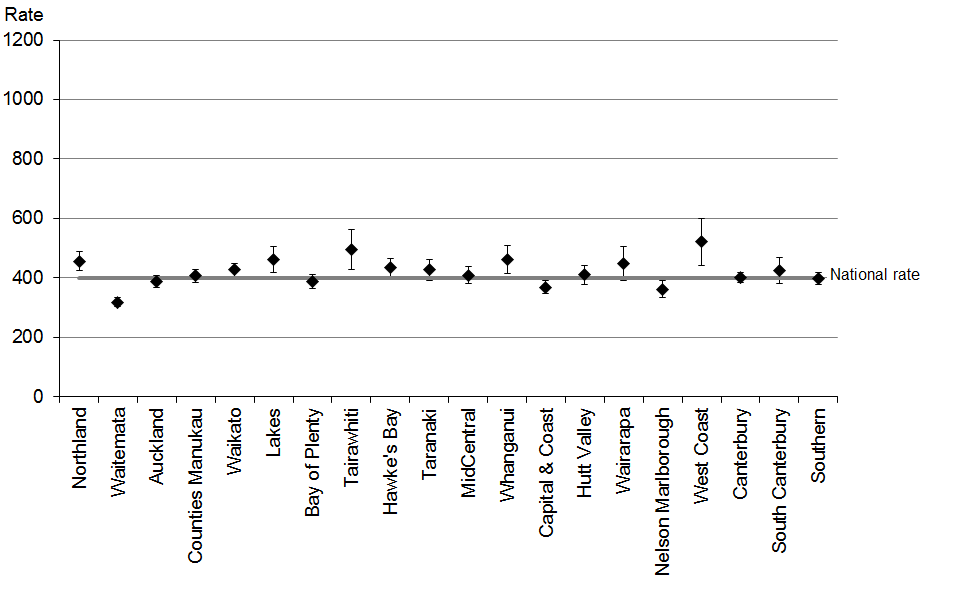 Rate
1200
1000
800
600
400
200
0
National rate
Northland
Waitemata
Auckland
Counties Manukau
Waikato
Lakes
Bay of Plenty
Tairawhiti
Hawke's Bay
Taranaki
MidCentral
Whanganui
Capital & Coast
Hutt Valley
Wairarapa
Nelson Marlborough
West Coast
Canterbury
South Canterbury
Southern